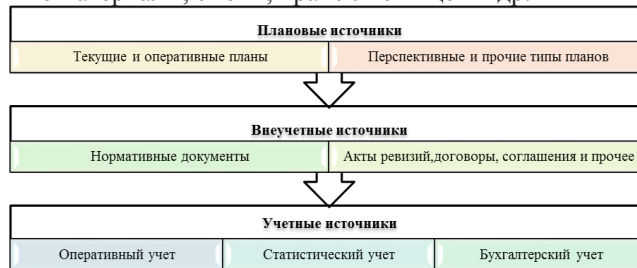 Плановые источники
Текущие и оперативные планы Перспективные и прочие типы планов
Внеучетные источники
Нормативные документы Акты ревизий,договоры, соглашения и прочее
Учетные источники
Оперативный учет Статистический учет Бухгалтерский учет